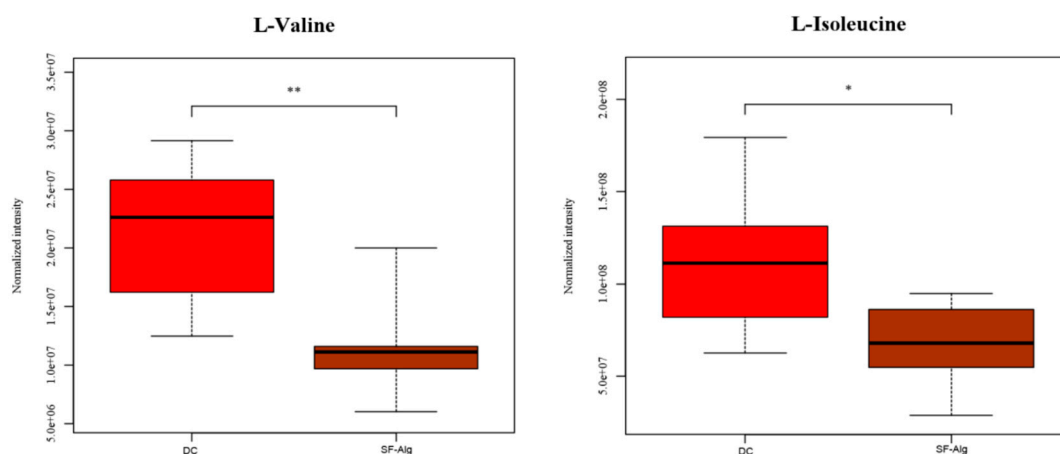 L-Valine
Normalized intensity
3.5e+07
3.0e+07
2.5e+07
2.0e+07
1.5e+07
1.0e+07
5.0e+06
**
DC
SF-Alg
L-Isoleucine
Normalized intensity
2.0e+08
1.5e+08
1.0e+08
5.0e+07
*
DC
SF-Alg